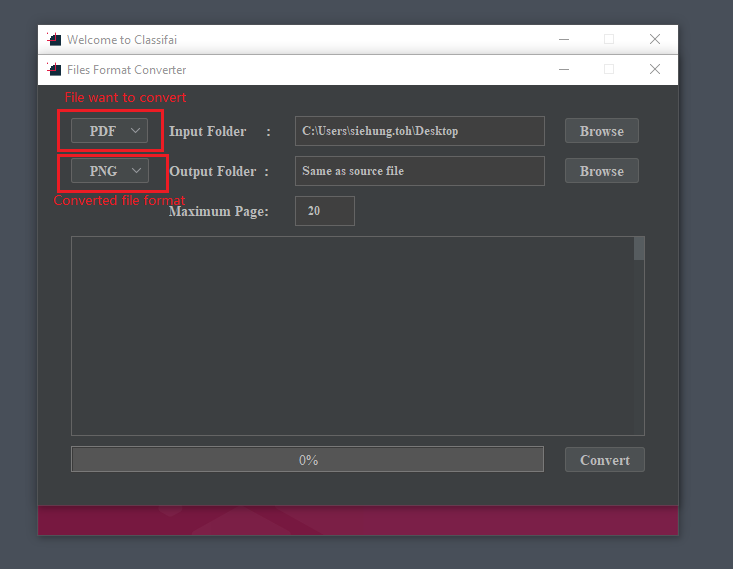 Welcome to Classifai
Files Format Converter
File want to convert
PDF Input Folder : C:\Users\siehung.toh\Desktop Browse
PNG Output Folder : Same as source file Browse
Converted file format
Maximum Page: 20
0% Convert